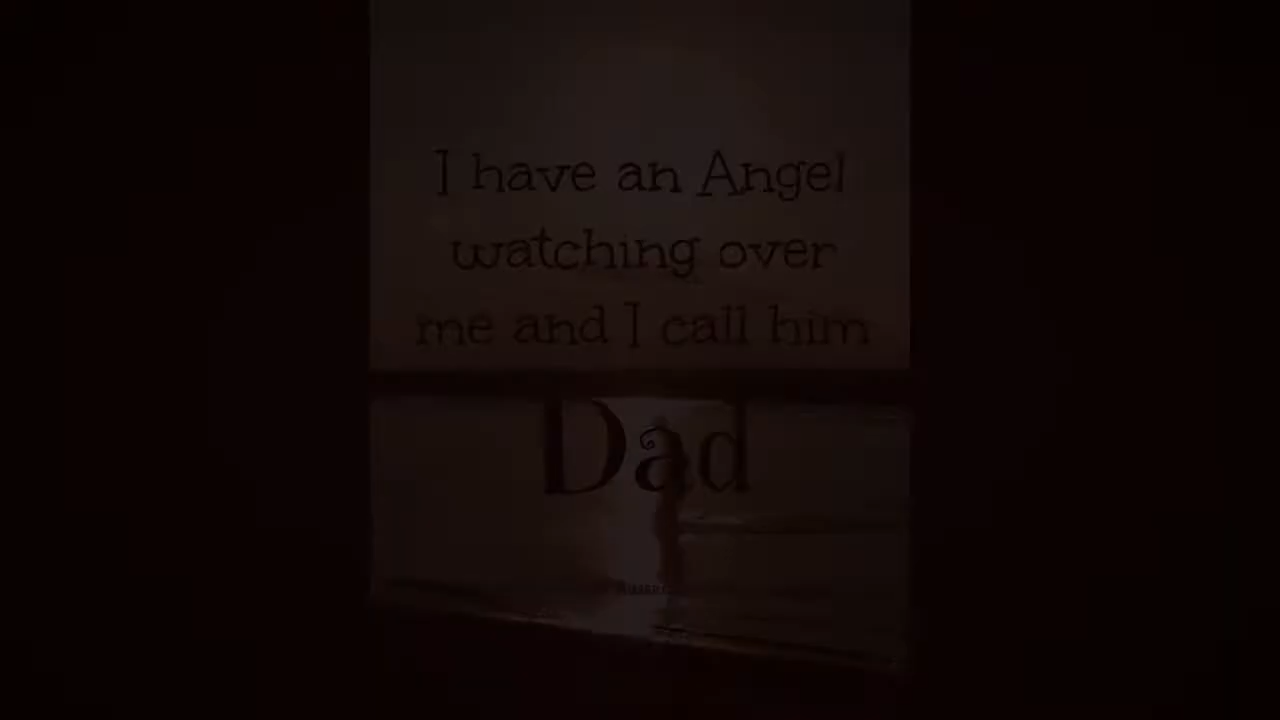 I have an Angel
watching over
me and I call him
Dad